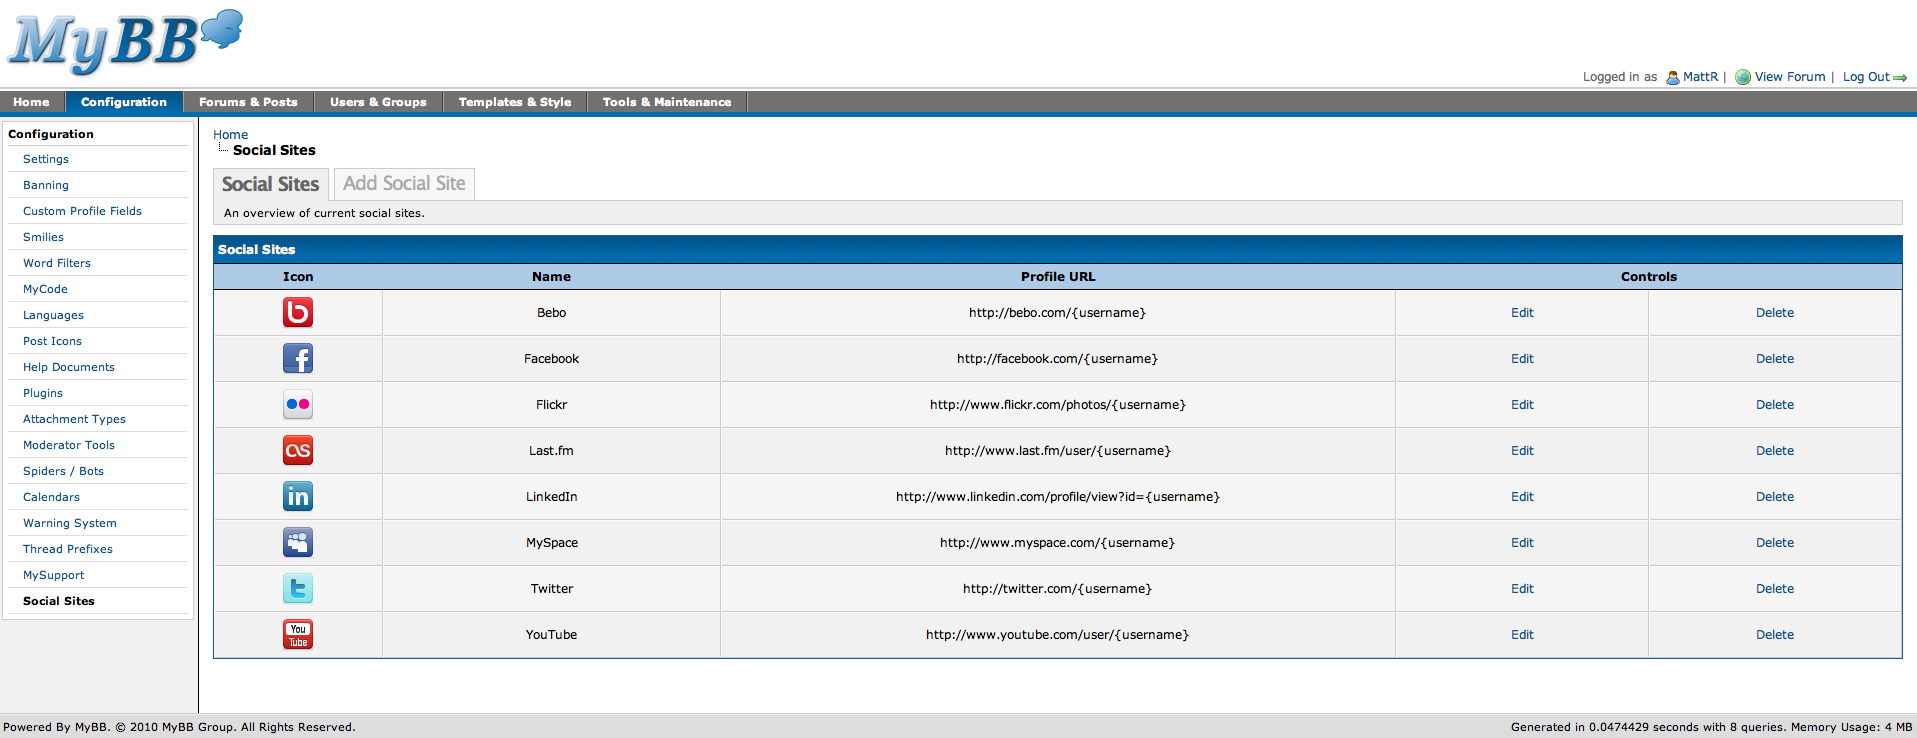 MyBB
Logged in as MattR | View Forum | Log Out
Home Configuration Forums & Posts Users & Groups Templates & Style Tools & Maintenance
Configuration
Settings
Banning
Custom Profile Fields
Smilies
Word Filters
MyCode
Languages
Post Icons
Help Documents
Plugins
Attachment Types
Moderator Tools
Spiders / Bots
Calendars
Warning System
Thread Prefixes
MySupport
Social Sites
Home
Social Sites
Social Sites Add Social Site
An overview of current social sites.
Social Sites
Icon Name Profile URL Controls
b Bebo http://bebo.com/{username} Edit Delete
f Facebook http://facebook.com/{username} Edit Delete
Flickr http://www.flickr.com/photos/{username} Edit Delete
as Last.fm http://www.last.fm/user/{username} Edit Delete
in LinkedIn http://www.linkedin.com/profile/view?id={username} Edit Delete
MySpace http://www.myspace.com/{username} Edit Delete
t Twitter http://twitter.com/{username} Edit Delete
You Tube YouTube http://www.youtube.com/user/{username} Edit Delete
Powered By MyBB. © 2010 MyBB Group. All Rights Reserved.
Generated in 0.0474429 seconds with 8 queries. Memory Usage: 4 MB